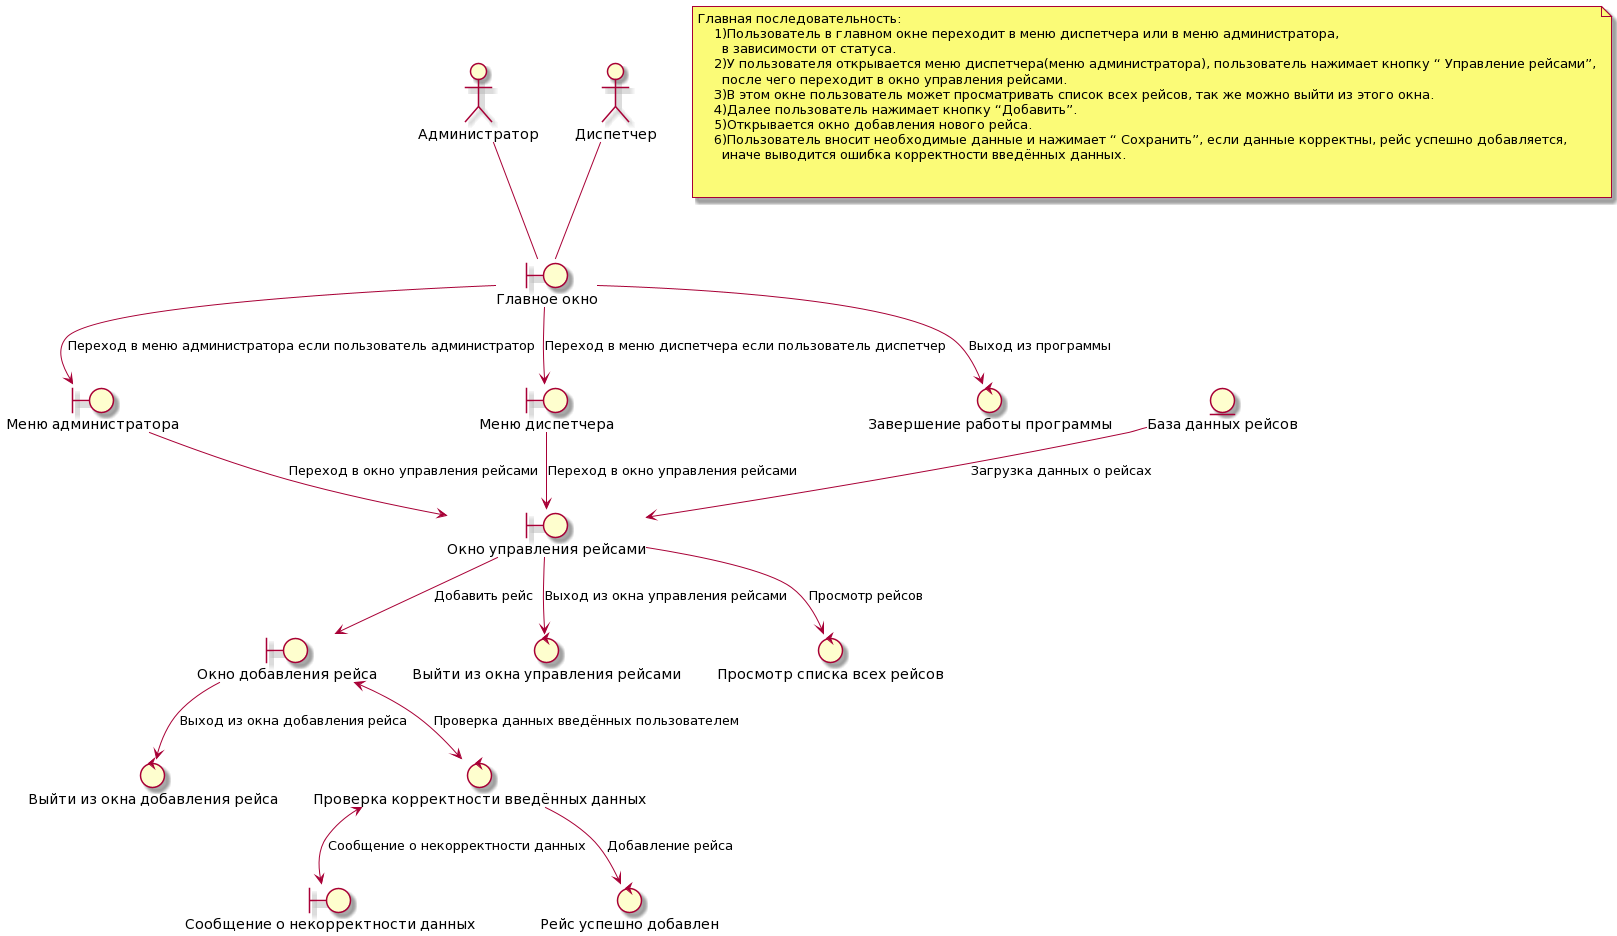 Главная последовательность:
1)Пользователь в главном окне переходит в меню диспетчера или в меню администратора,
в зависимости от статуса.
2)У пользователя открывается меню диспетчера(меню администратора), пользователь нажимает кнопку “ Управление рейсами”,
после чего переходит в окно управления рейсами.
3)В этом окне пользователь может просматривать список всех рейсов, так же можно выйти из этого окна.
4)Далее пользователь нажимает кнопку “Добавить”.
5)Открывается окно добавления нового рейса.
6)Пользователь вносит необходимые данные и нажимает “ Сохранить”, если данные корректны, рейс успешно добавляется,
иначе выводится ошибка корректности введённых данных.
Администратор
Диспетчер
Главное окно
Переход в меню администратора если пользователь администратор
Переход в меню диспетчера если пользователь диспетчер
Выход из программы
Меню администратора
Меню диспетчера
Завершение работы программы
База данных рейсов
Переход в окно управления рейсами
Переход в окно управления рейсами
Загрузка данных о рейсах
Окно управления рейсами
Добавить рейс
Выход из окна управления рейсами
Просмотр рейсов
Окно добавления рейса
Выйти из окна управления рейсами
Просмотр списка всех рейсов
Выход из окна добавления рейса
Проверка данных введённых пользователем
Выйти из окна добавления рейса
Проверка корректности введённых данных
Сообщение о некорректности данных
Добавление рейса
Сообщение о некорректности данных
Рейс успешно добавлен